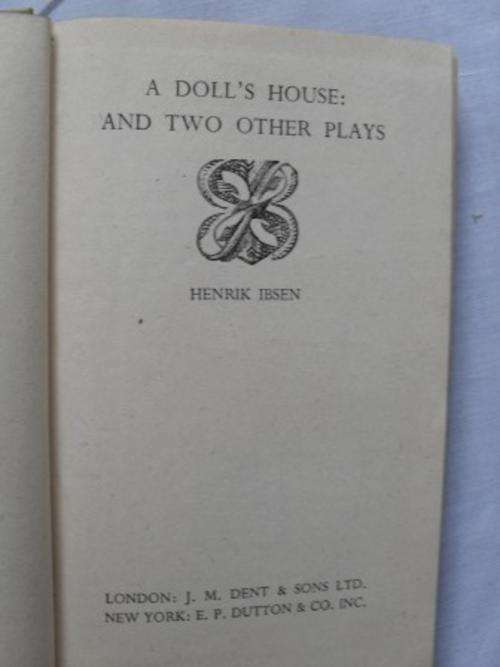 A DOLL'S HOUSE:
AND TWO OTHER PLAYS
HENRIK IBSEN
LONDON: J. M. DENT & SONS LTD.
NEW YORK: E. P. DUTTON & CO. INC.